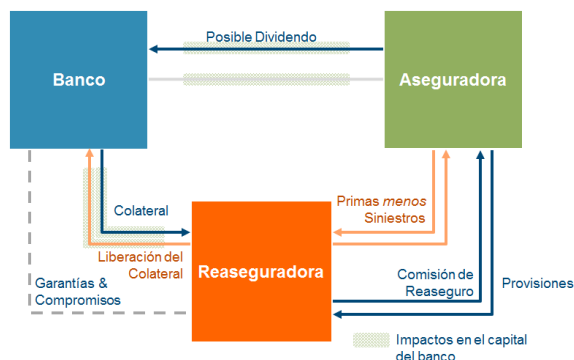 Posible Dividendo
Banco
Aseguradora
Colateral
Primas menos
Siniestros
Liberación del
Colateral
Reaseguradora
Garantías &
Compromisos
Comisión de
Reaseguro
Provisiones
Impactos en el capital
del banco